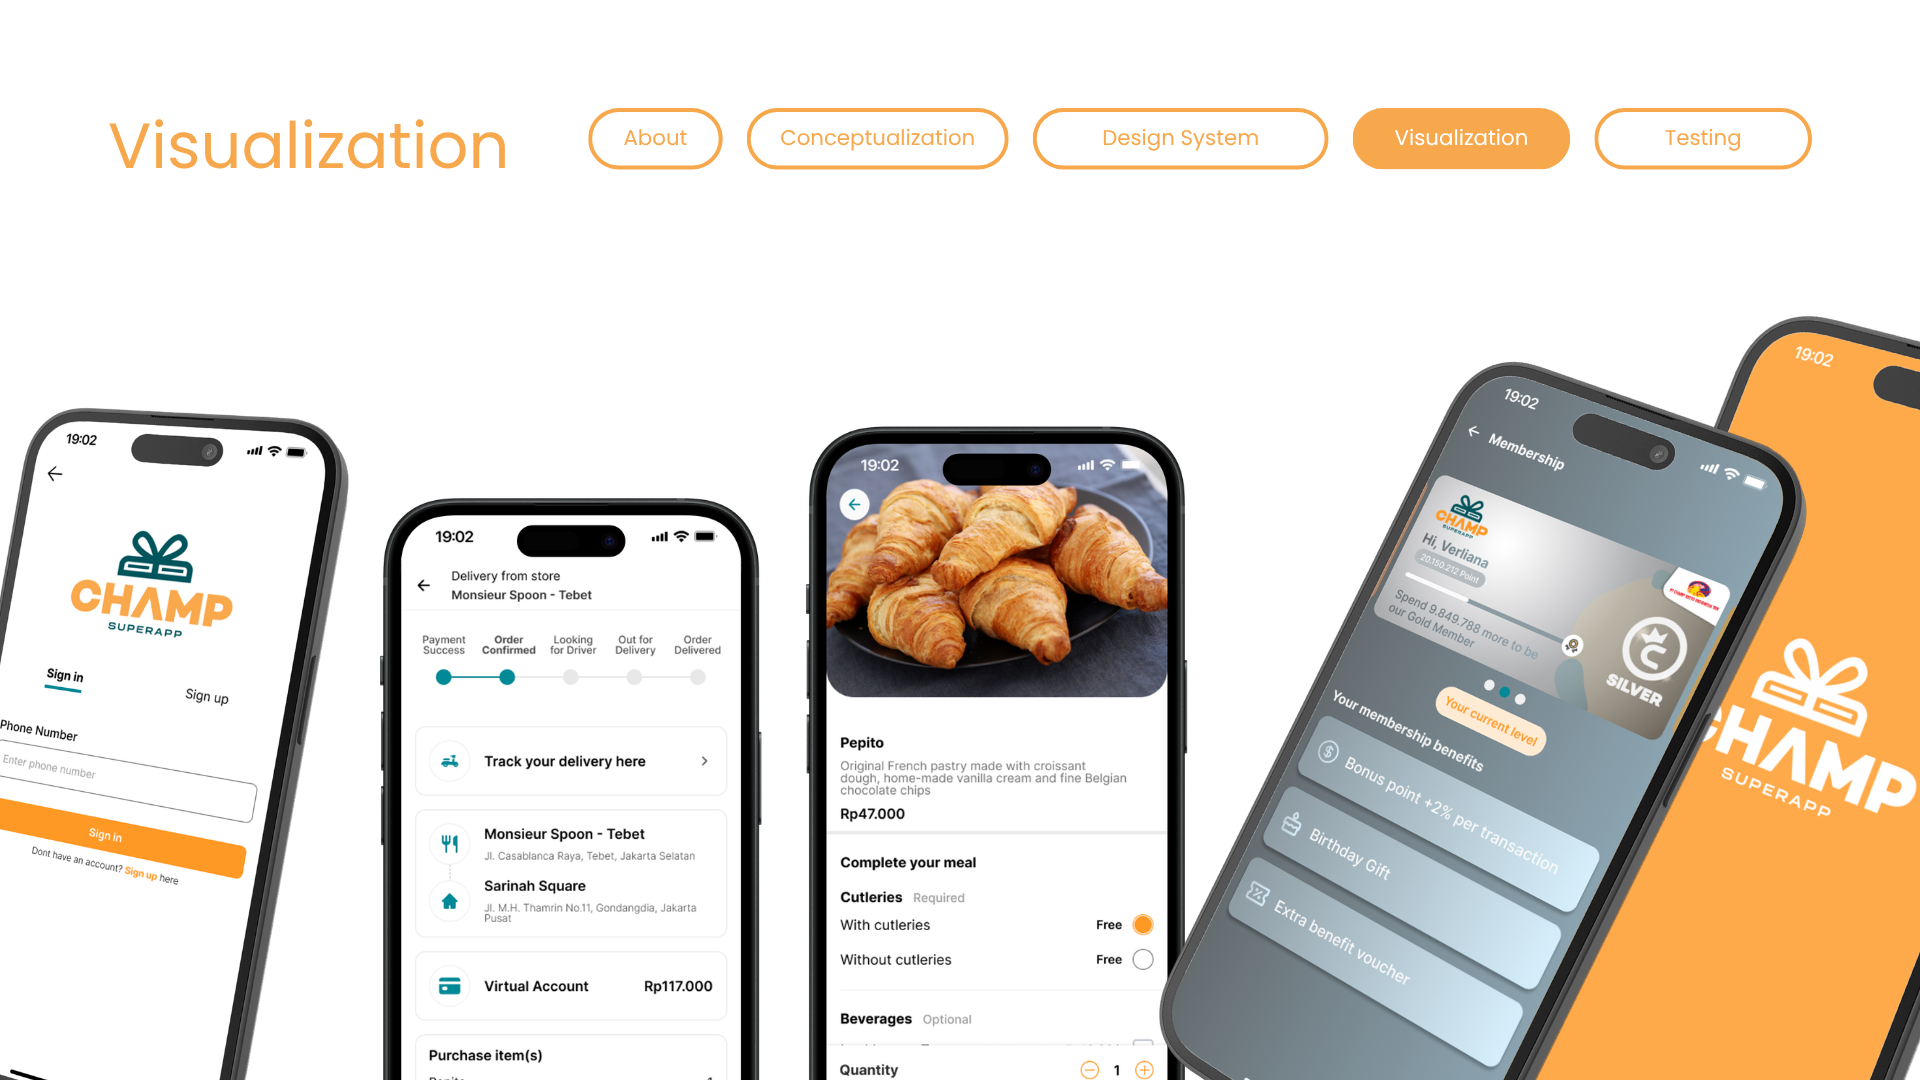 Visualization
About
Conceptualization
Design System
Visualization
Testing
19:02
CHAMP
SUPERAPP
Sign in
Sign up
Phone Number
Enter phone number
Sign in
Dont have an account? Sign up here
19:02
Delivery from store
Monsieur Spoon - Tebet
Payment
Success
Order
Confirmed
Looking
for Driver
Out for
Delivery
Order
Delivered
Track your delivery here
Monsieur Spoon - Tebet
Jl. Casablanca Raya, Tebet, Jakarta Selatan
Sarinah Square
Jl. M.H. Thamrin No.11, Gondangdia, Jakarta
Pusat
Virtual Account
Rp117.000
Purchase item(s)
19:02
Pepito
Original French pastry made with croissant
dough, home-made vanilla cream and fine Belgian
chocolate chips
Rp47.000
Complete your meal
Cutleries Required
With cutleries Free
Without cutleries Free
Beverages Optional
Quantity 1
19:02
Membership
CHAMP
SUPERAPP
Hi, Verliana
20.150.212 Point
Spend 9.849.788 more to be
our Gold Member
SILVER
Your current level
Your membership benefits
Bonus point +2% per transaction
Birthday Gift
Extra benefit voucher
19:02
CHAMP
SUPERAPP